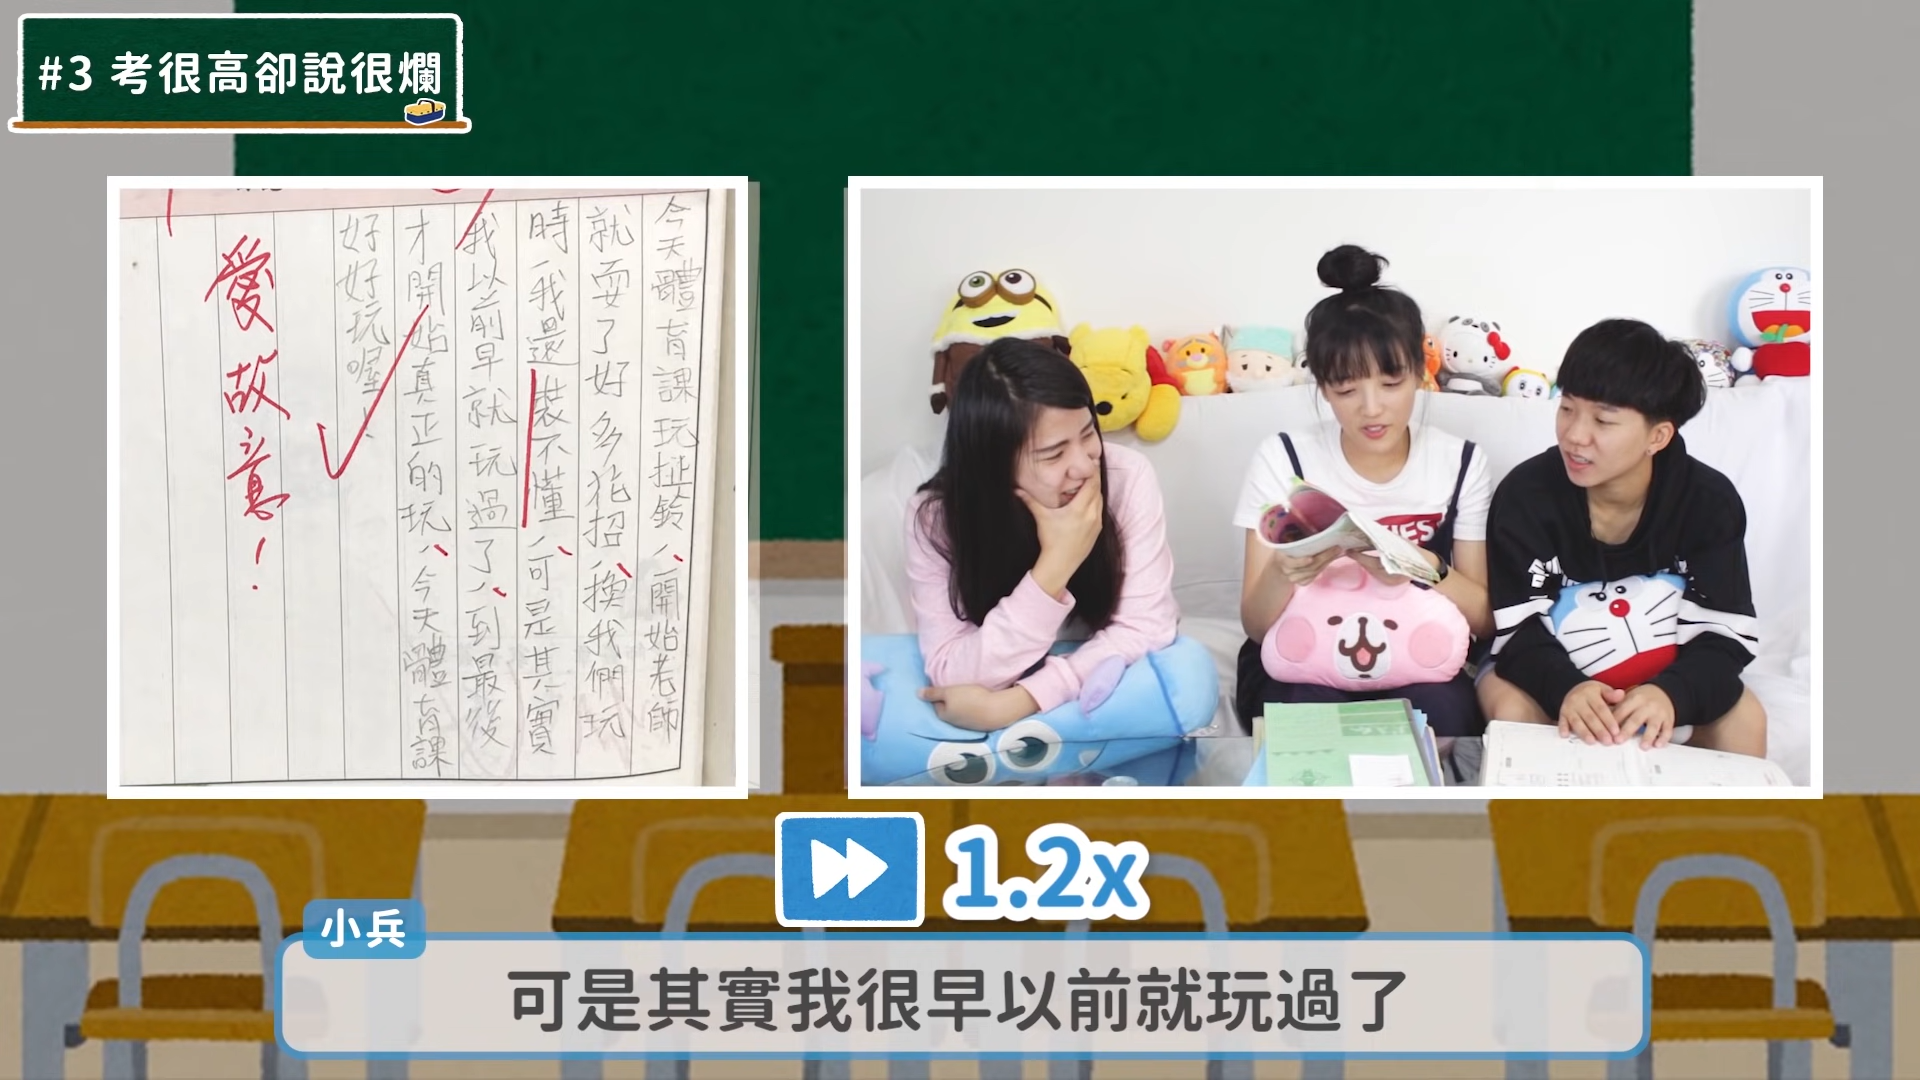 #3 考很高卻說很爛
今天體育課玩扯鈴,一開始老師
就耍了好多花招,換我們玩
時,我還裝不懂,可是其實
我以前早就玩過了,到最後
才開始真正的玩,今天體育課
好好玩喔!
愛故意!
1.2x
小兵
可是其實我很早以前就玩過了